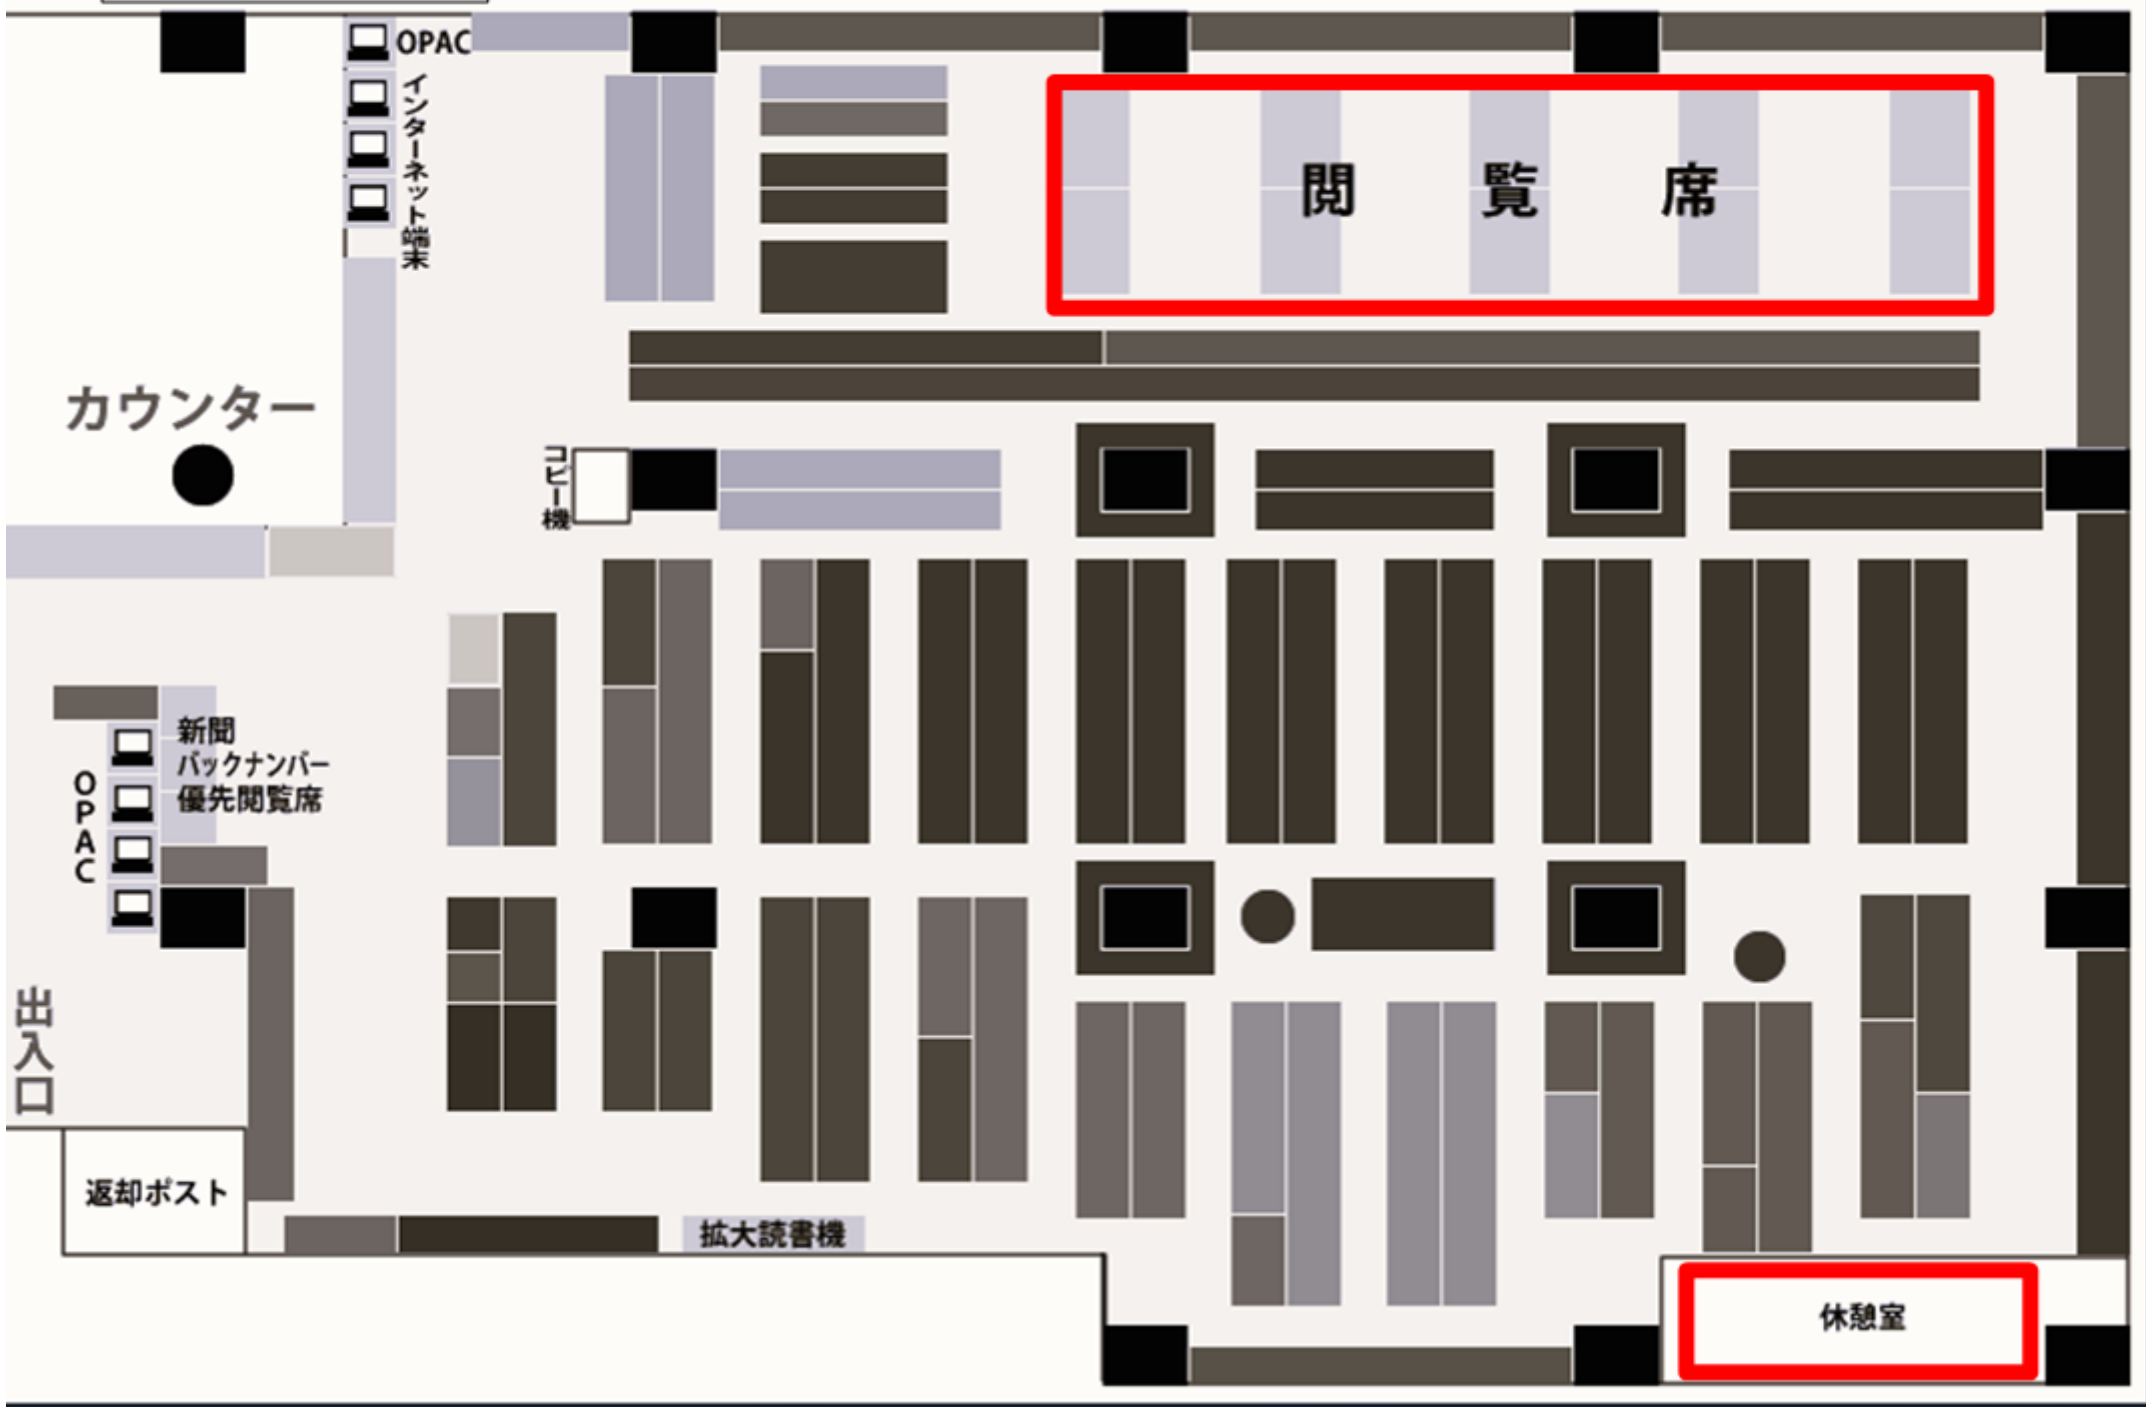 OPAC
インターネット端末
閲覧席
カウンター
コピー機
新聞
バックナンバー
優先閲覧席
OPAC
出入口
返却ポスト
拡大読書機
休憩室